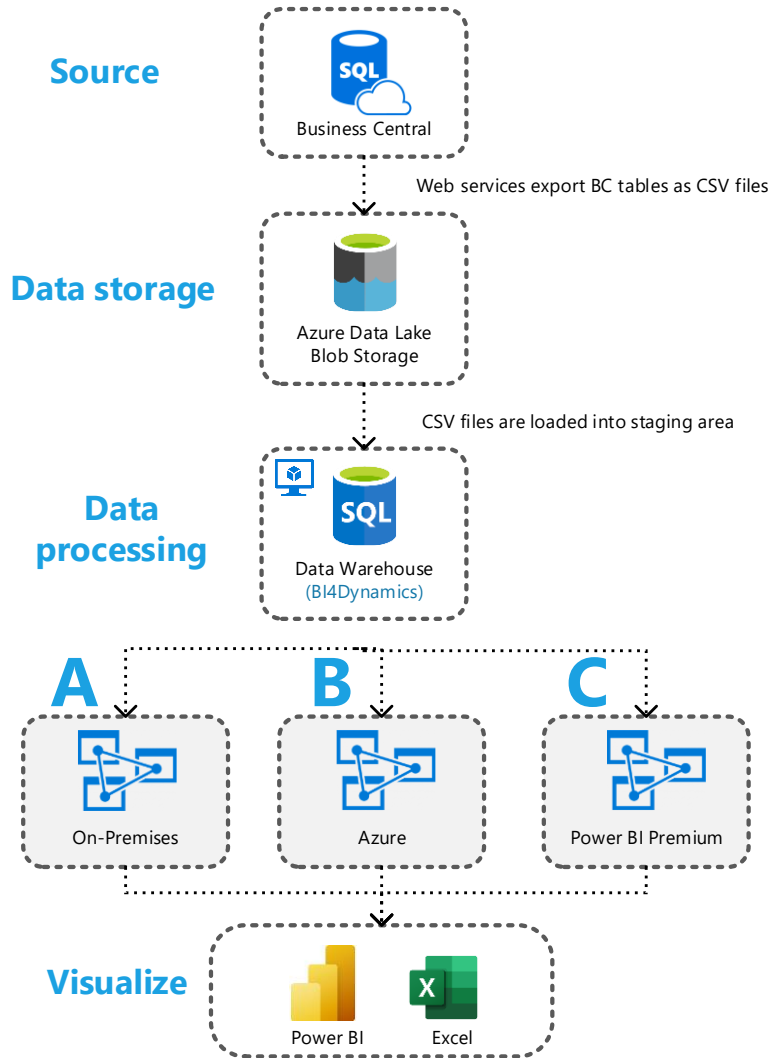 Source
SQL
Business Central
Web services export BC tables as CSV files
Data storage
Azure Data Lake
Blob Storage
CSV files are loaded into staging area
Data
processing
SQL
Data Warehouse
(BI4Dynamics)
A
B
C
On-Premises
Azure
Power BI Premium
Visualize
X
Power BI
Excel